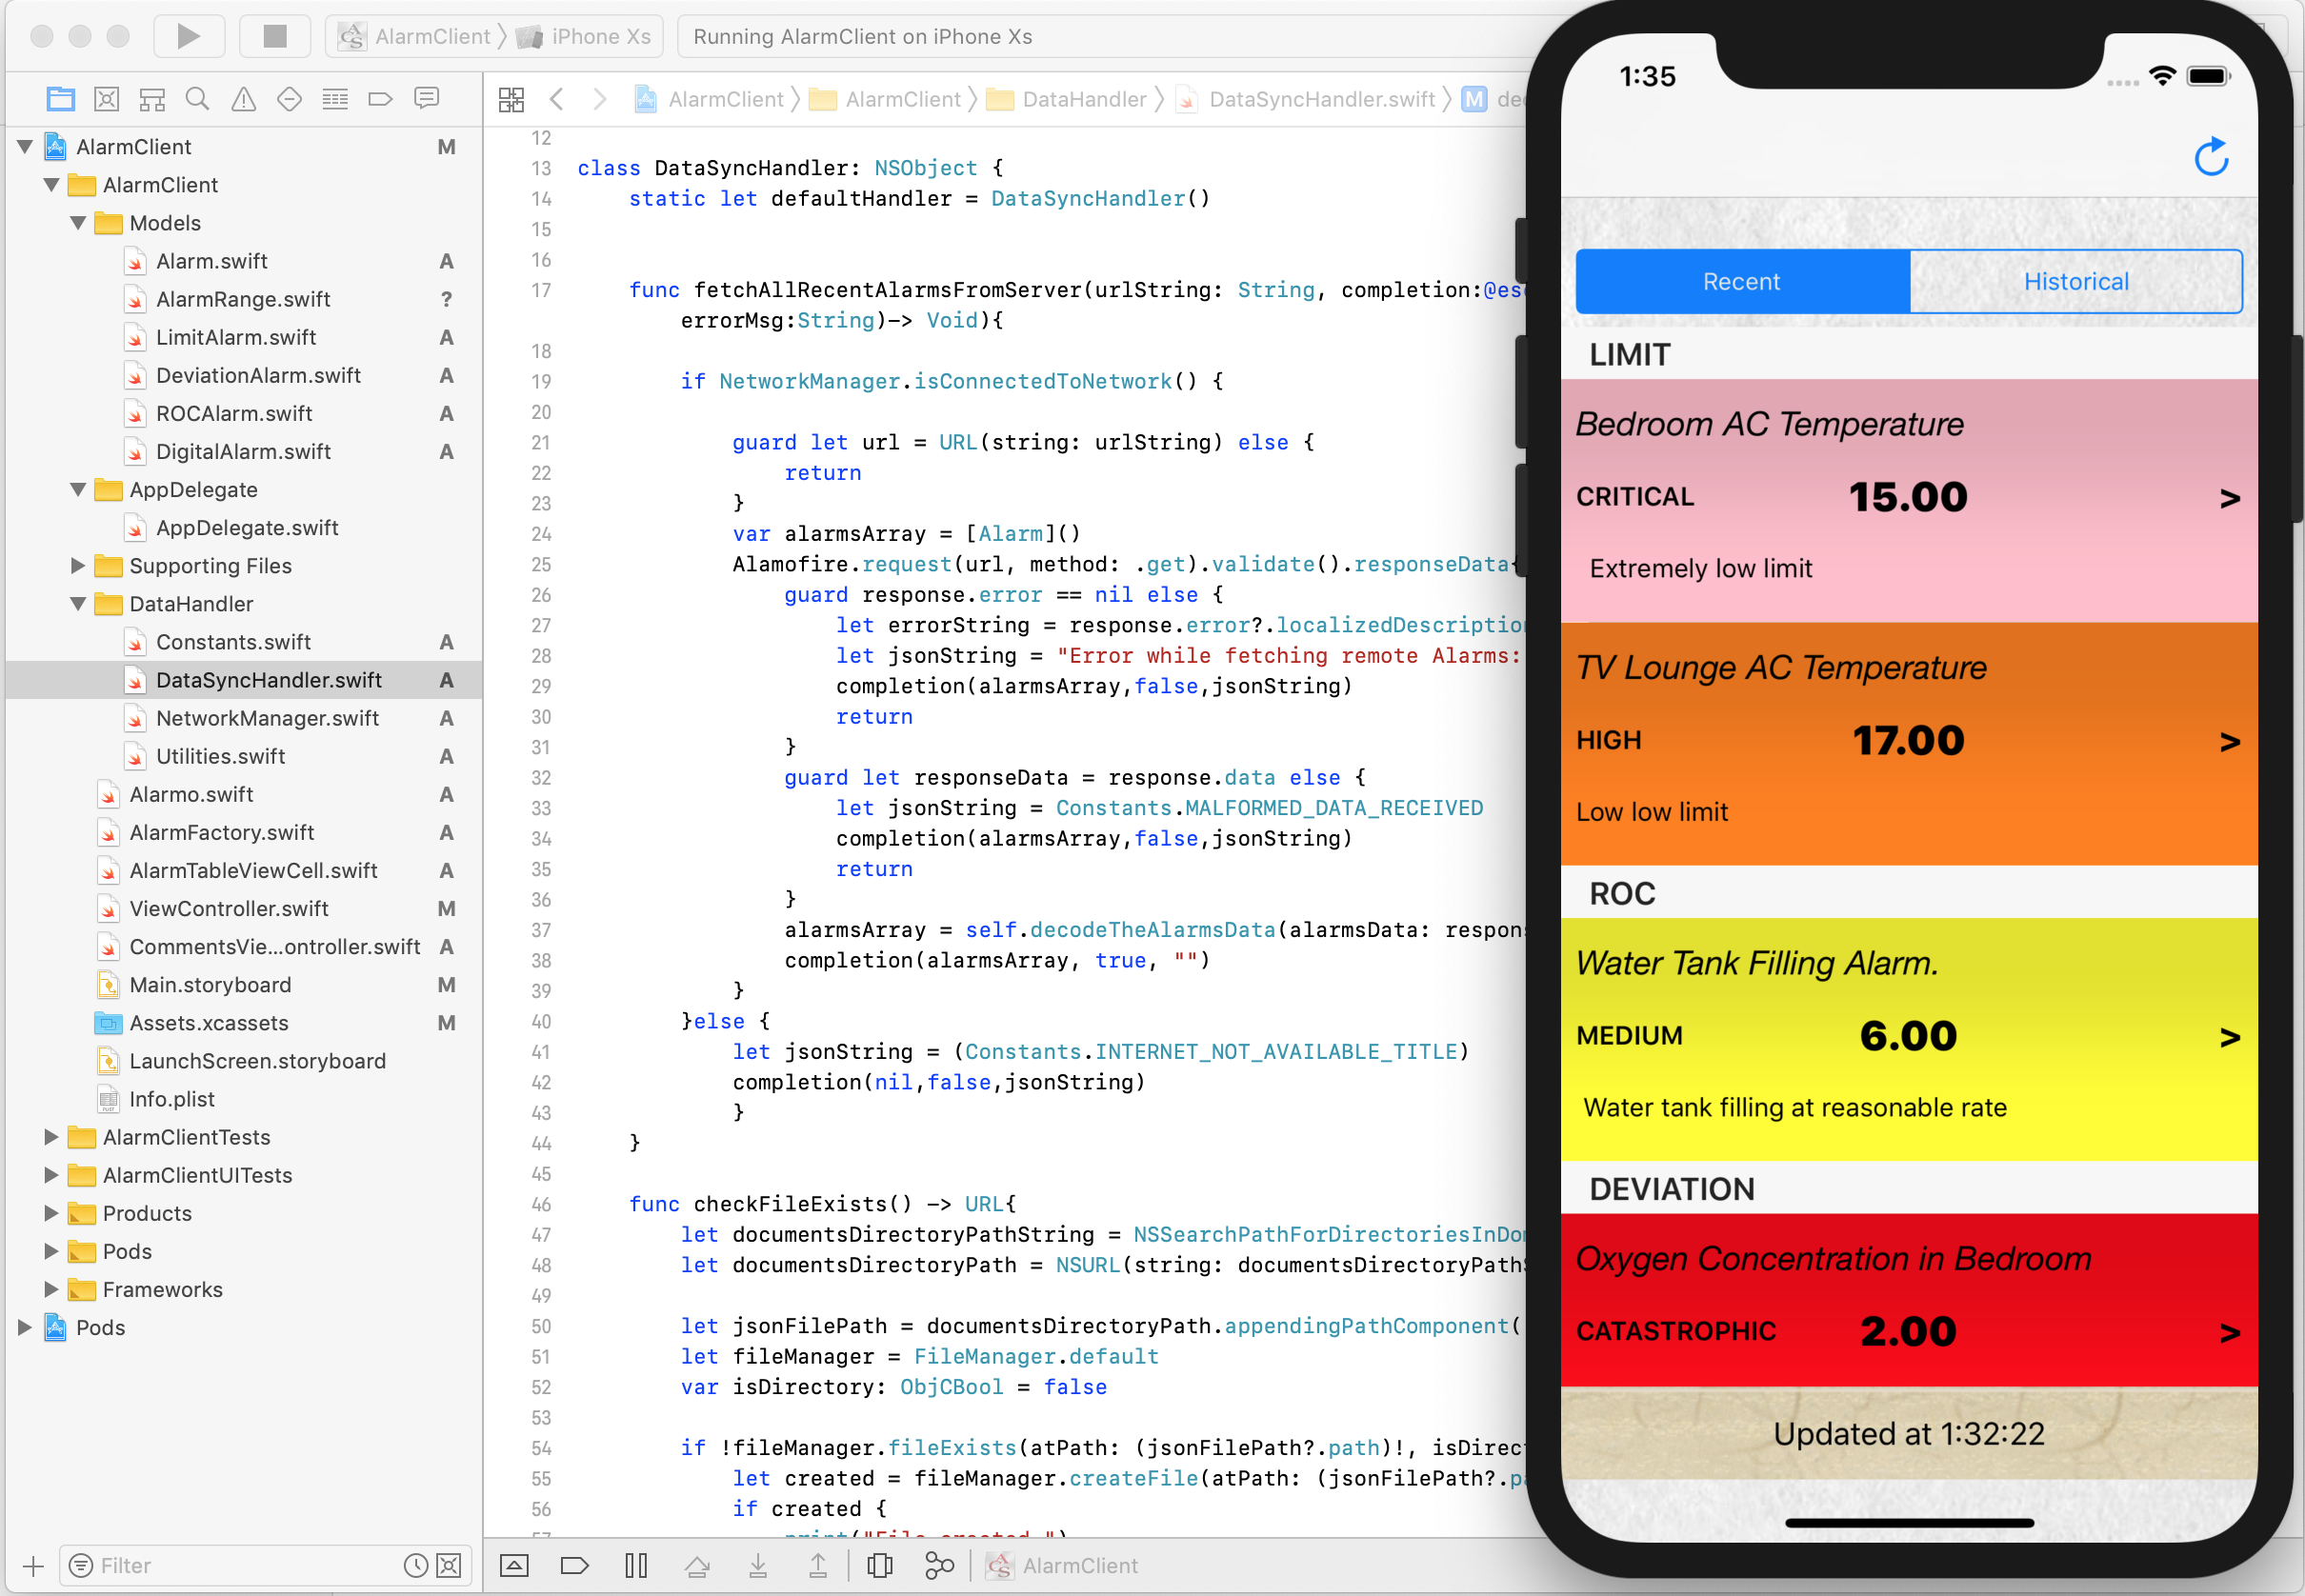 AlarmClient
iPhone Xs
Running AlarmClient on iPhone Xs
AlarmClient
AlarmClient
DataHandler
DataSyncHandler.swift
M
AlarmClient M
AlarmClient
Models
Alarm.swift A
AlarmRange.swift ?
LimitAlarm.swift A
DeviationAlarm.swift A
ROCAlarm.swift A
DigitalAlarm.swift A
AppDelegate
AppDelegate.swift
Supporting Files
DataHandler
Constants.swift A
DataSyncHandler.swift A
NetworkManager.swift A
Utilities.swift A
Alarmo.swift A
AlarmFactory.swift A
AlarmTableViewCell.swift A
ViewController.swift M
CommentsVie...ontroller.swift A
Main.storyboard M
Assets.xcassets M
LaunchScreen.storyboard
Info.plist
AlarmClientTests
AlarmClientUITests
Products
Pods
Frameworks
Pods
Filter
12
13 class DataSyncHandler: NSObject {
14 static let defaultHandler = DataSyncHandler()
15
16
17 func fetchAllRecentAlarmsFromServer(urlString: String, completion:@es
errorMsg:String)-> Void){
18
19 if NetworkManager.isConnectedToNetwork() {
20
21 guard let url = URL(string: urlString) else {
22 return
23 }
24 var alarmsArray = [Alarm]()
25 Alamofire.request(url, method: .get).validate().responseData{
26 guard response.error == nil else {
27 let errorString = response.error?.localizedDescription
28 let jsonString = "Error while fetching remote Alarms:
29 completion(alarmsArray,false,jsonString)
30 return
31 }
32 guard let responseData = response.data else {
33 let jsonString = Constants.MALFORMED_DATA_RECEIVED
34 completion(alarmsArray,false,jsonString)
35 return
36 }
37 alarmsArray = self.decodeTheAlarmsData(alarmsData: respon
38 completion(alarmsArray, true, "")
39 }
40 }else {
41 let jsonString = (Constants.INTERNET_NOT_AVAILABLE_TITLE)
42 completion(nil,false,jsonString)
43 }
44 }
45
46 func checkFileExists() -> URL{
47 let documentsDirectoryPathString = NSSearchPathForDirectoriesInDo
48 let documentsDirectoryPath = NSURL(string: documentsDirectoryPathS
49
50 let jsonFilePath = documentsDirectoryPath.appendingPathComponent(
51 let fileManager = FileManager.default
52 var isDirectory: ObjCBool = false
53
54 if !fileManager.fileExists(atPath: (jsonFilePath?.path)!, isDirec
55 let created = fileManager.createFile(atPath: (jsonFilePath?.pa
56 if created {
57 print("File created ")
AlarmClient
1:35
Recent
Historical
LIMIT
Bedroom AC Temperature
CRITICAL 15.00 >
Extremely low limit
TV Lounge AC Temperature
HIGH 17.00 >
Low low limit
ROC
Water Tank Filling Alarm.
MEDIUM 6.00 >
Water tank filling at reasonable rate
DEVIATION
Oxygen Concentration in Bedroom
CATASTROPHIC 2.00 >
Updated at 1:32:22